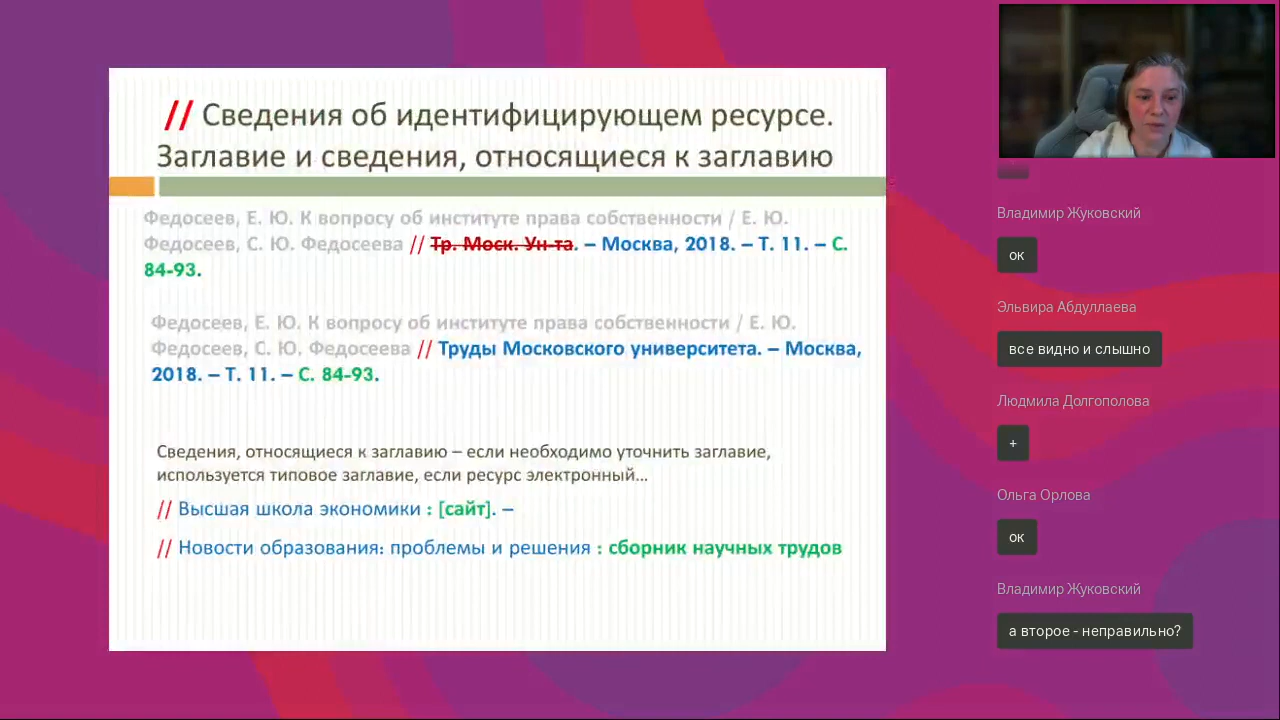 // Сведения об идентифицирующем ресурсе.
Заглавие и сведения, относящиеся к заглавию
Федосеев, Е. Ю. К вопросу об институте права собственности / Е. Ю.
Федосеев, С. Ю. Федосеева // Тр. Моск. Ун-та. – Москва, 2018. – Т. 11. – С.
84-93.
Федосеев, Е. Ю. К вопросу об институте права собственности / Е. Ю.
Федосеев, С. Ю. Федосеева // Труды Московского университета. – Москва,
2018. – Т. 11. – С. 84-93.
Сведения, относящиеся к заглавию – если необходимо уточнить заглавие,
используется типовое заглавие, если ресурс электронный...
// Высшая школа экономики : [сайт]. –
// Новости образования: проблемы и решения : сборник научных трудов
Владимир Жуковский
ок
Эльвира Абдуллаева
все видно и слышно
Людмила Долгополова
+
Ольга Орлова
ок
Владимир Жуковский
а второе - неправильно?